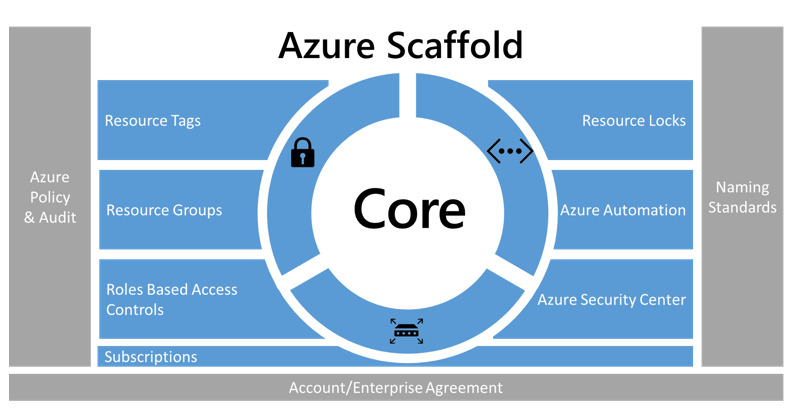 Azure Scaffold
Azure
Policy
& Audit
Resource Tags
Resource Groups
Roles Based Access
Controls
Subscriptions
Core
Resource Locks
Azure Automation
Azure Security Center
Naming
Standards
Account/Enterprise Agreement